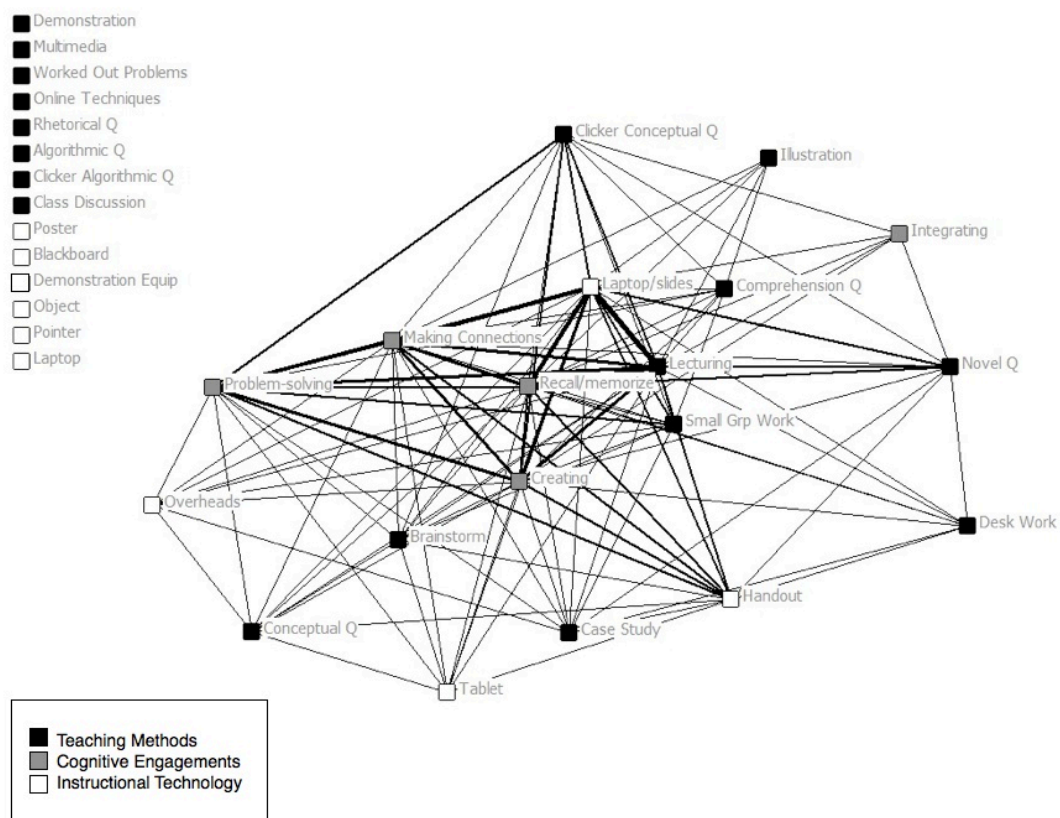 Demonstration
Multimedia
Worked Out Problems
Online Techniques
Rhetorical Q
Algorithmic Q
Clicker Algorithmic Q
Class Discussion
Poster
Blackboard
Demonstration Equip
Object
Pointer
Laptop
Clicker Conceptual Q
Illustration
Integrating
Laptop/slides
Comprehension Q
Making Connections
Lecturing
Novel Q
Problem-solving
Recall/memorize
Small Grp Work
Creating
Overheads
Desk Work
Brainstorm
Handout
Conceptual Q
Case Study
Tablet
Teaching Methods
Cognitive Engagements
Instructional Technology